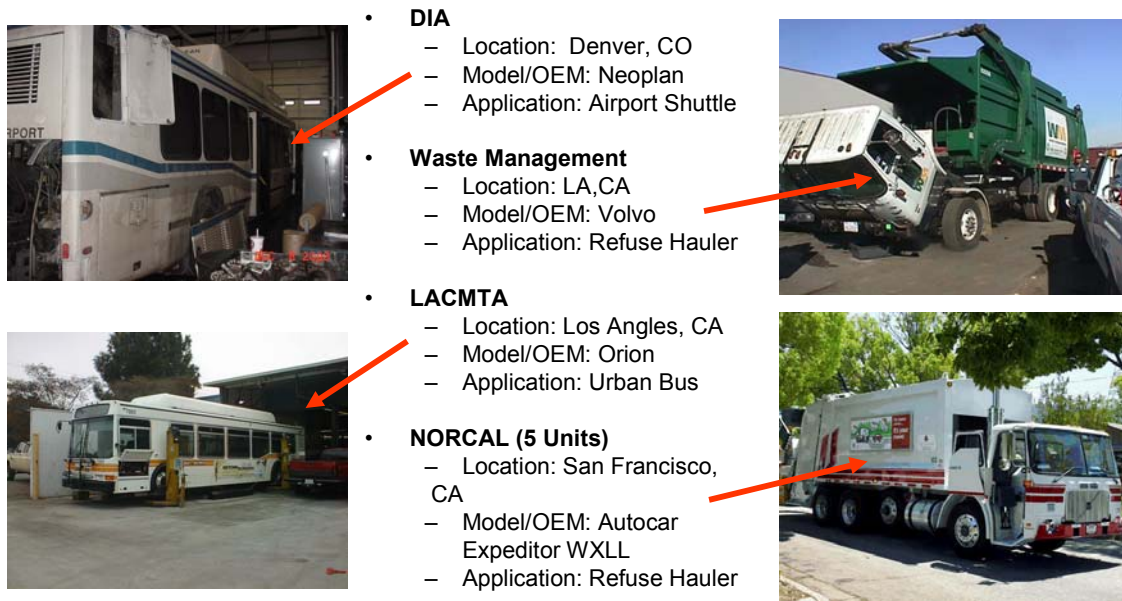 • DIA
– Location: Denver, CO
– Model/OEM: Neoplan
– Application: Airport Shuttle
• Waste Management
– Location: LA,CA
– Model/OEM: Volvo
– Application: Refuse Hauler
• LACMTA
– Location: Los Angles, CA
– Model/OEM: Orion
– Application: Urban Bus
• NORCAL (5 Units)
– Location: San Francisco,
CA
– Model/OEM: Autocar
Expeditor WXLL
– Application: Refuse Hauler
RPORT
WM